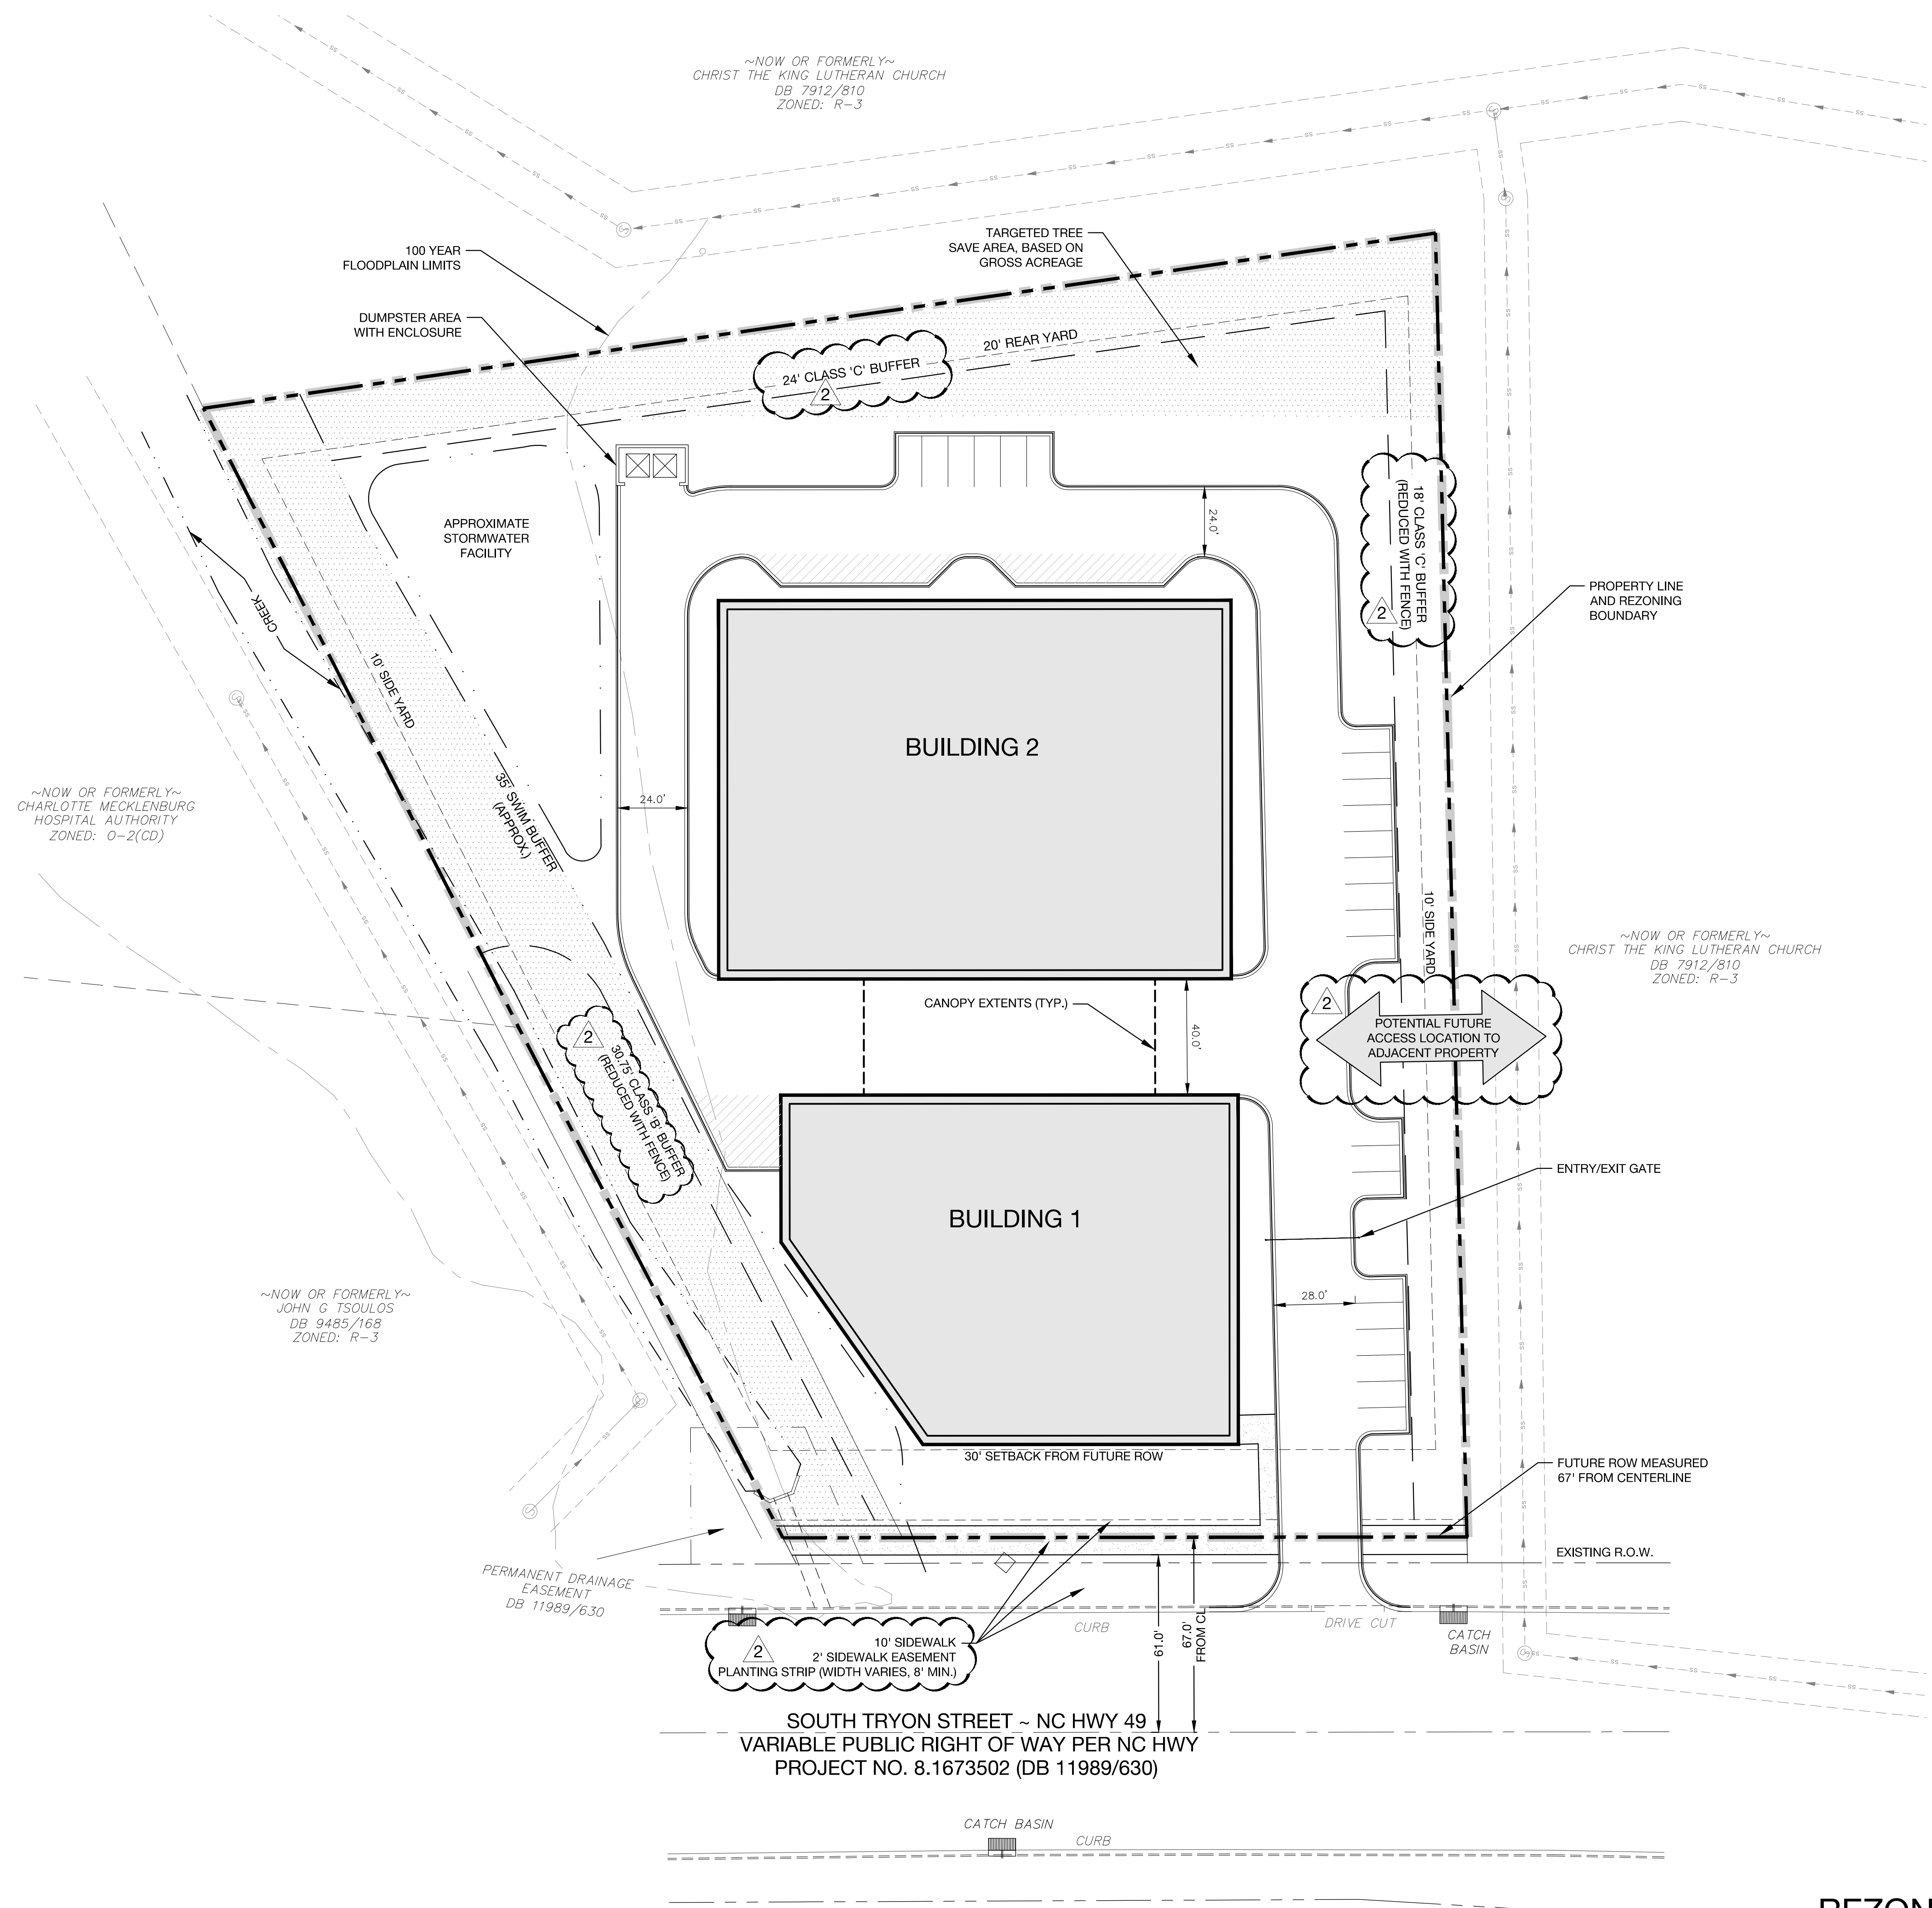 ~NOW OR FORMERLY~
CHRIST THE KING LUTHERAN CHURCH
DB 7912/810
ZONED: R-3
100 YEAR
FLOODPLAIN LIMITS
TARGETED TREE
SAVE AREA, BASED ON
GROSS ACREAGE
DUMPSTER AREA
WITH ENCLOSURE
20' REAR YARD
24' CLASS 'C' BUFFER
2
18' CLASS 'C' BUFFER
(REDUCED WITH FENCE)
2
APPROXIMATE
STORMWATER
FACILITY
24.0'
PROPERTY LINE
AND REZONING
BOUNDARY
CREEK
10' SIDE YARD
BUILDING 2
35' SWIM BUFFER
(APPROX.)
24.0'
~NOW OR FORMERLY~
CHARLOTTE MECKLENBURG
HOSPITAL AUTHORITY
ZONED: O-2(CD)
10' SIDE YARD
~NOW OR FORMERLY~
CHRIST THE KING LUTHERAN CHURCH
DB 7912/810
ZONED: R-3
CANOPY EXTENTS (TYP.)
40.0'
2
POTENTIAL FUTURE
ACCESS LOCATION TO
ADJACENT PROPERTY
2
30.75' CLASS 'B' BUFFER
(REDUCED WITH FENCE)
ENTRY/EXIT GATE
BUILDING 1
28.0'
~NOW OR FORMERLY~
JOHN G TSOULOS
DB 9485/168
ZONED: R-3
30' SETBACK FROM FUTURE ROW
FUTURE ROW MEASURED
67' FROM CENTERLINE
EXISTING R.O.W.
PERMANENT DRAINAGE
EASEMENT
DB 11989/630
CURB
DRIVE CUT
CATCH
BASIN
61.0'
67.0'
FROM CL
2
10' SIDEWALK
2' SIDEWALK EASEMENT
PLANTING STRIP (WIDTH VARIES, 8' MIN.)
SOUTH TRYON STREET ~ NC HWY 49
VARIABLE PUBLIC RIGHT OF WAY PER NC HWY
PROJECT NO. 8.1673502 (DB 11989/630)
CATCH BASIN
CURB